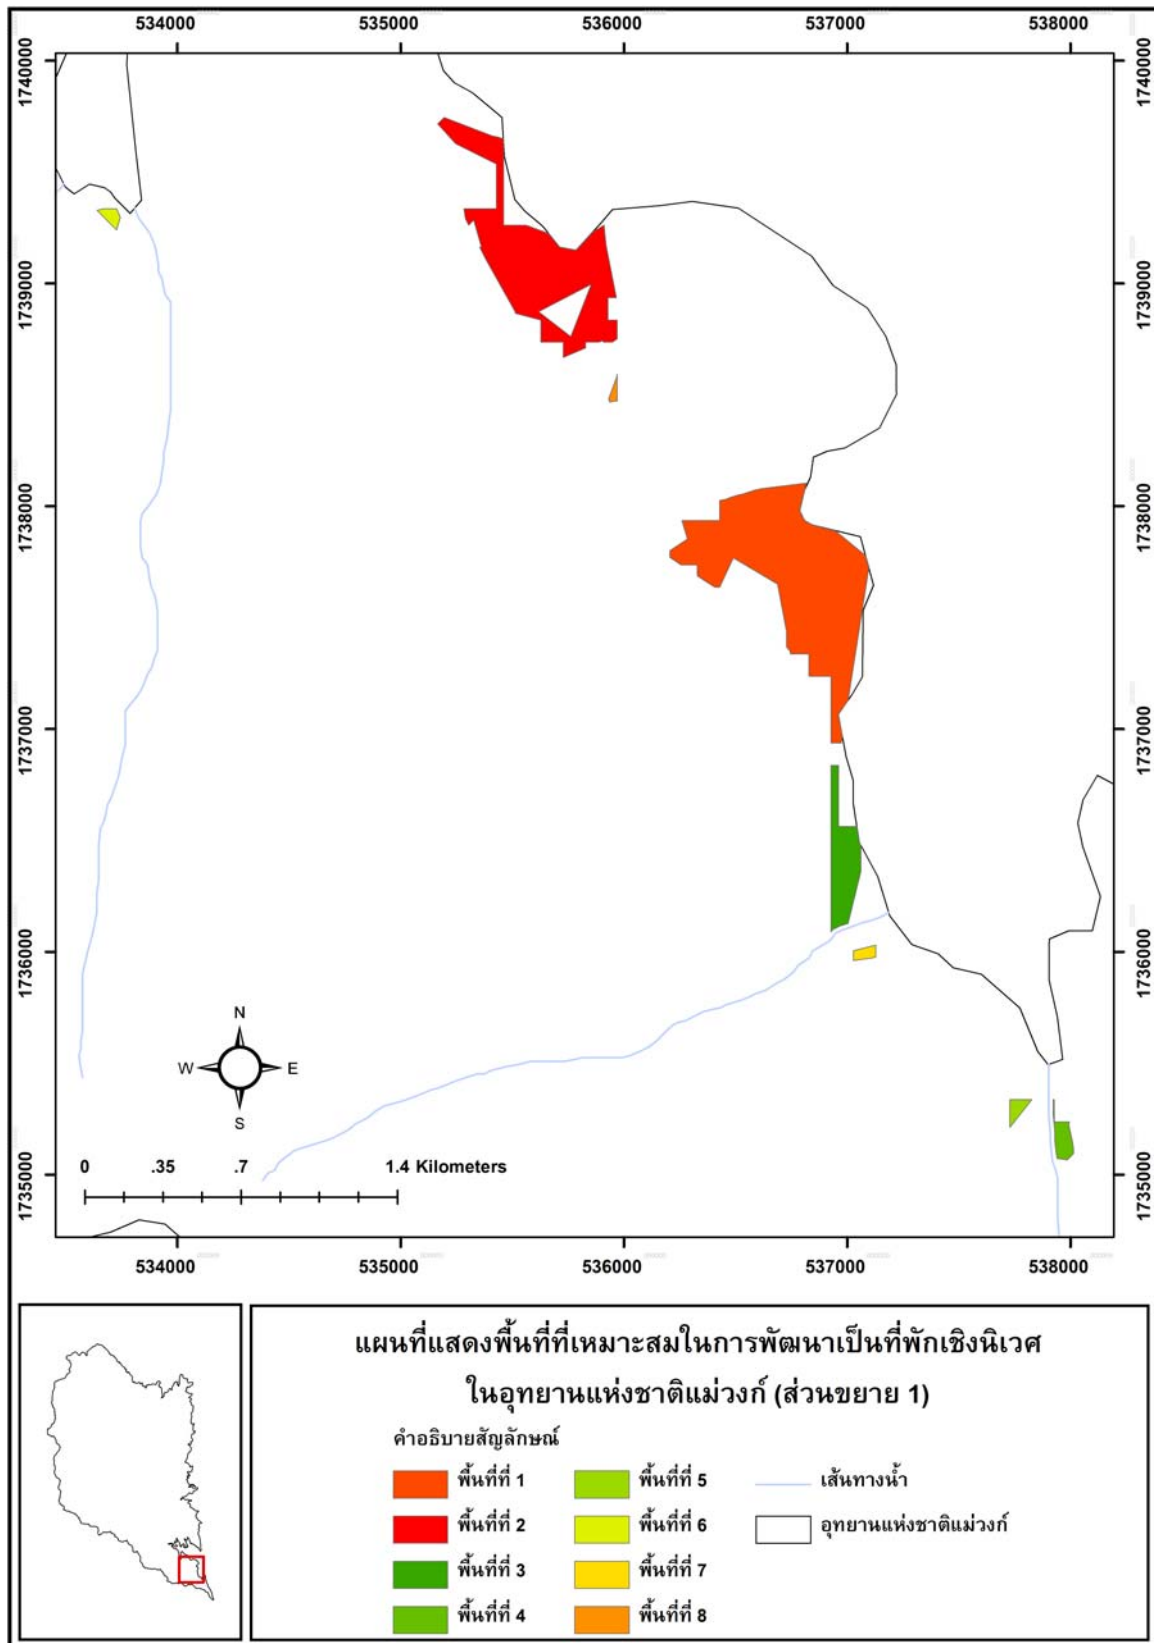 534000 535000 536000 537000 538000
1740000 1740000
1739000 1739000
1738000 1738000
1737000 1737000
1736000 1736000
1735000 1735000
N
W E
S
0 .35 .7 1.4 Kilometers
534000 535000 536000 537000 538000
แผนที่แสดงพื้นที่ที่เหมาะสมในการพัฒนาเป็นที่พักเชิงนิเวศ
ในอุทยานแห่งชาติแม่วงก์ (ส่วนขยาย 1)
คำอธิบายสัญลักษณ์
พื้นที่ที่ 1 พื้นที่ที่ 5 เส้นทางน้ำ
พื้นที่ที่ 2 พื้นที่ที่ 6 อุทยานแห่งชาติแม่วงก์
พื้นที่ที่ 3 พื้นที่ที่ 7
พื้นที่ที่ 4 พื้นที่ที่ 8